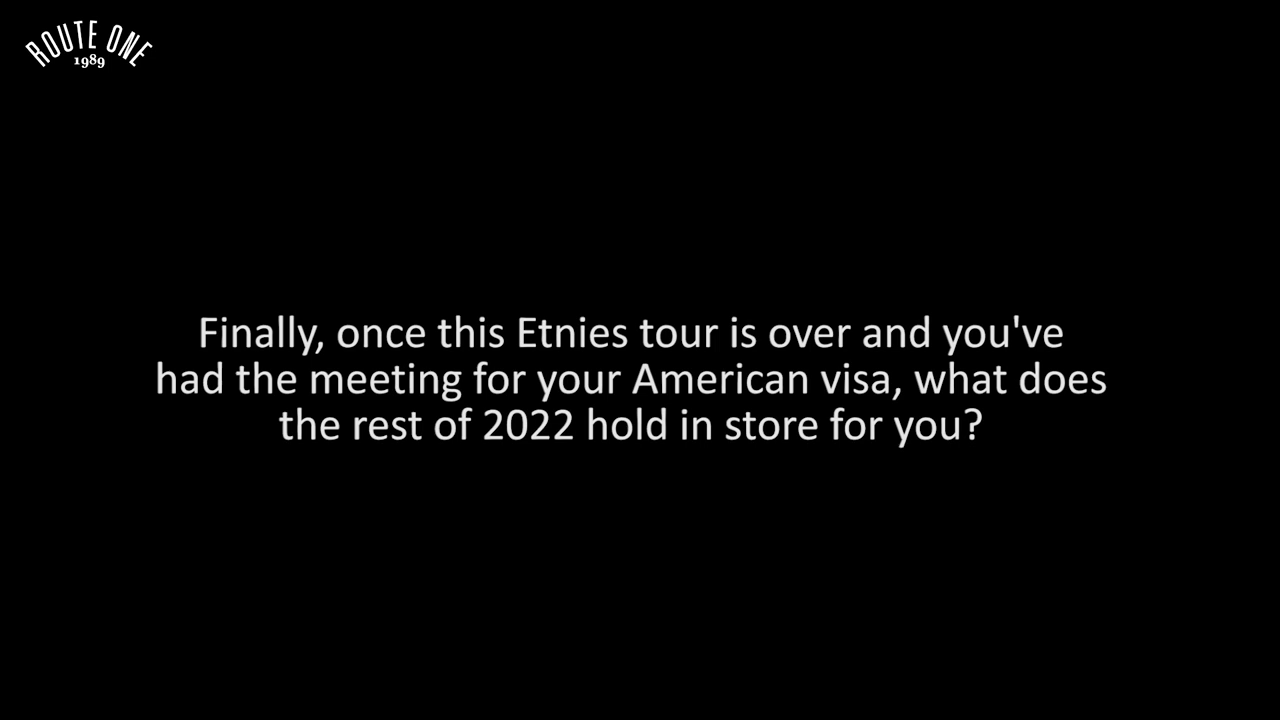 ROUTE ONE
1989
Finally, once this Etnies tour is over and you've
had the meeting for your American visa, what does
the rest of 2022 hold in store for you?